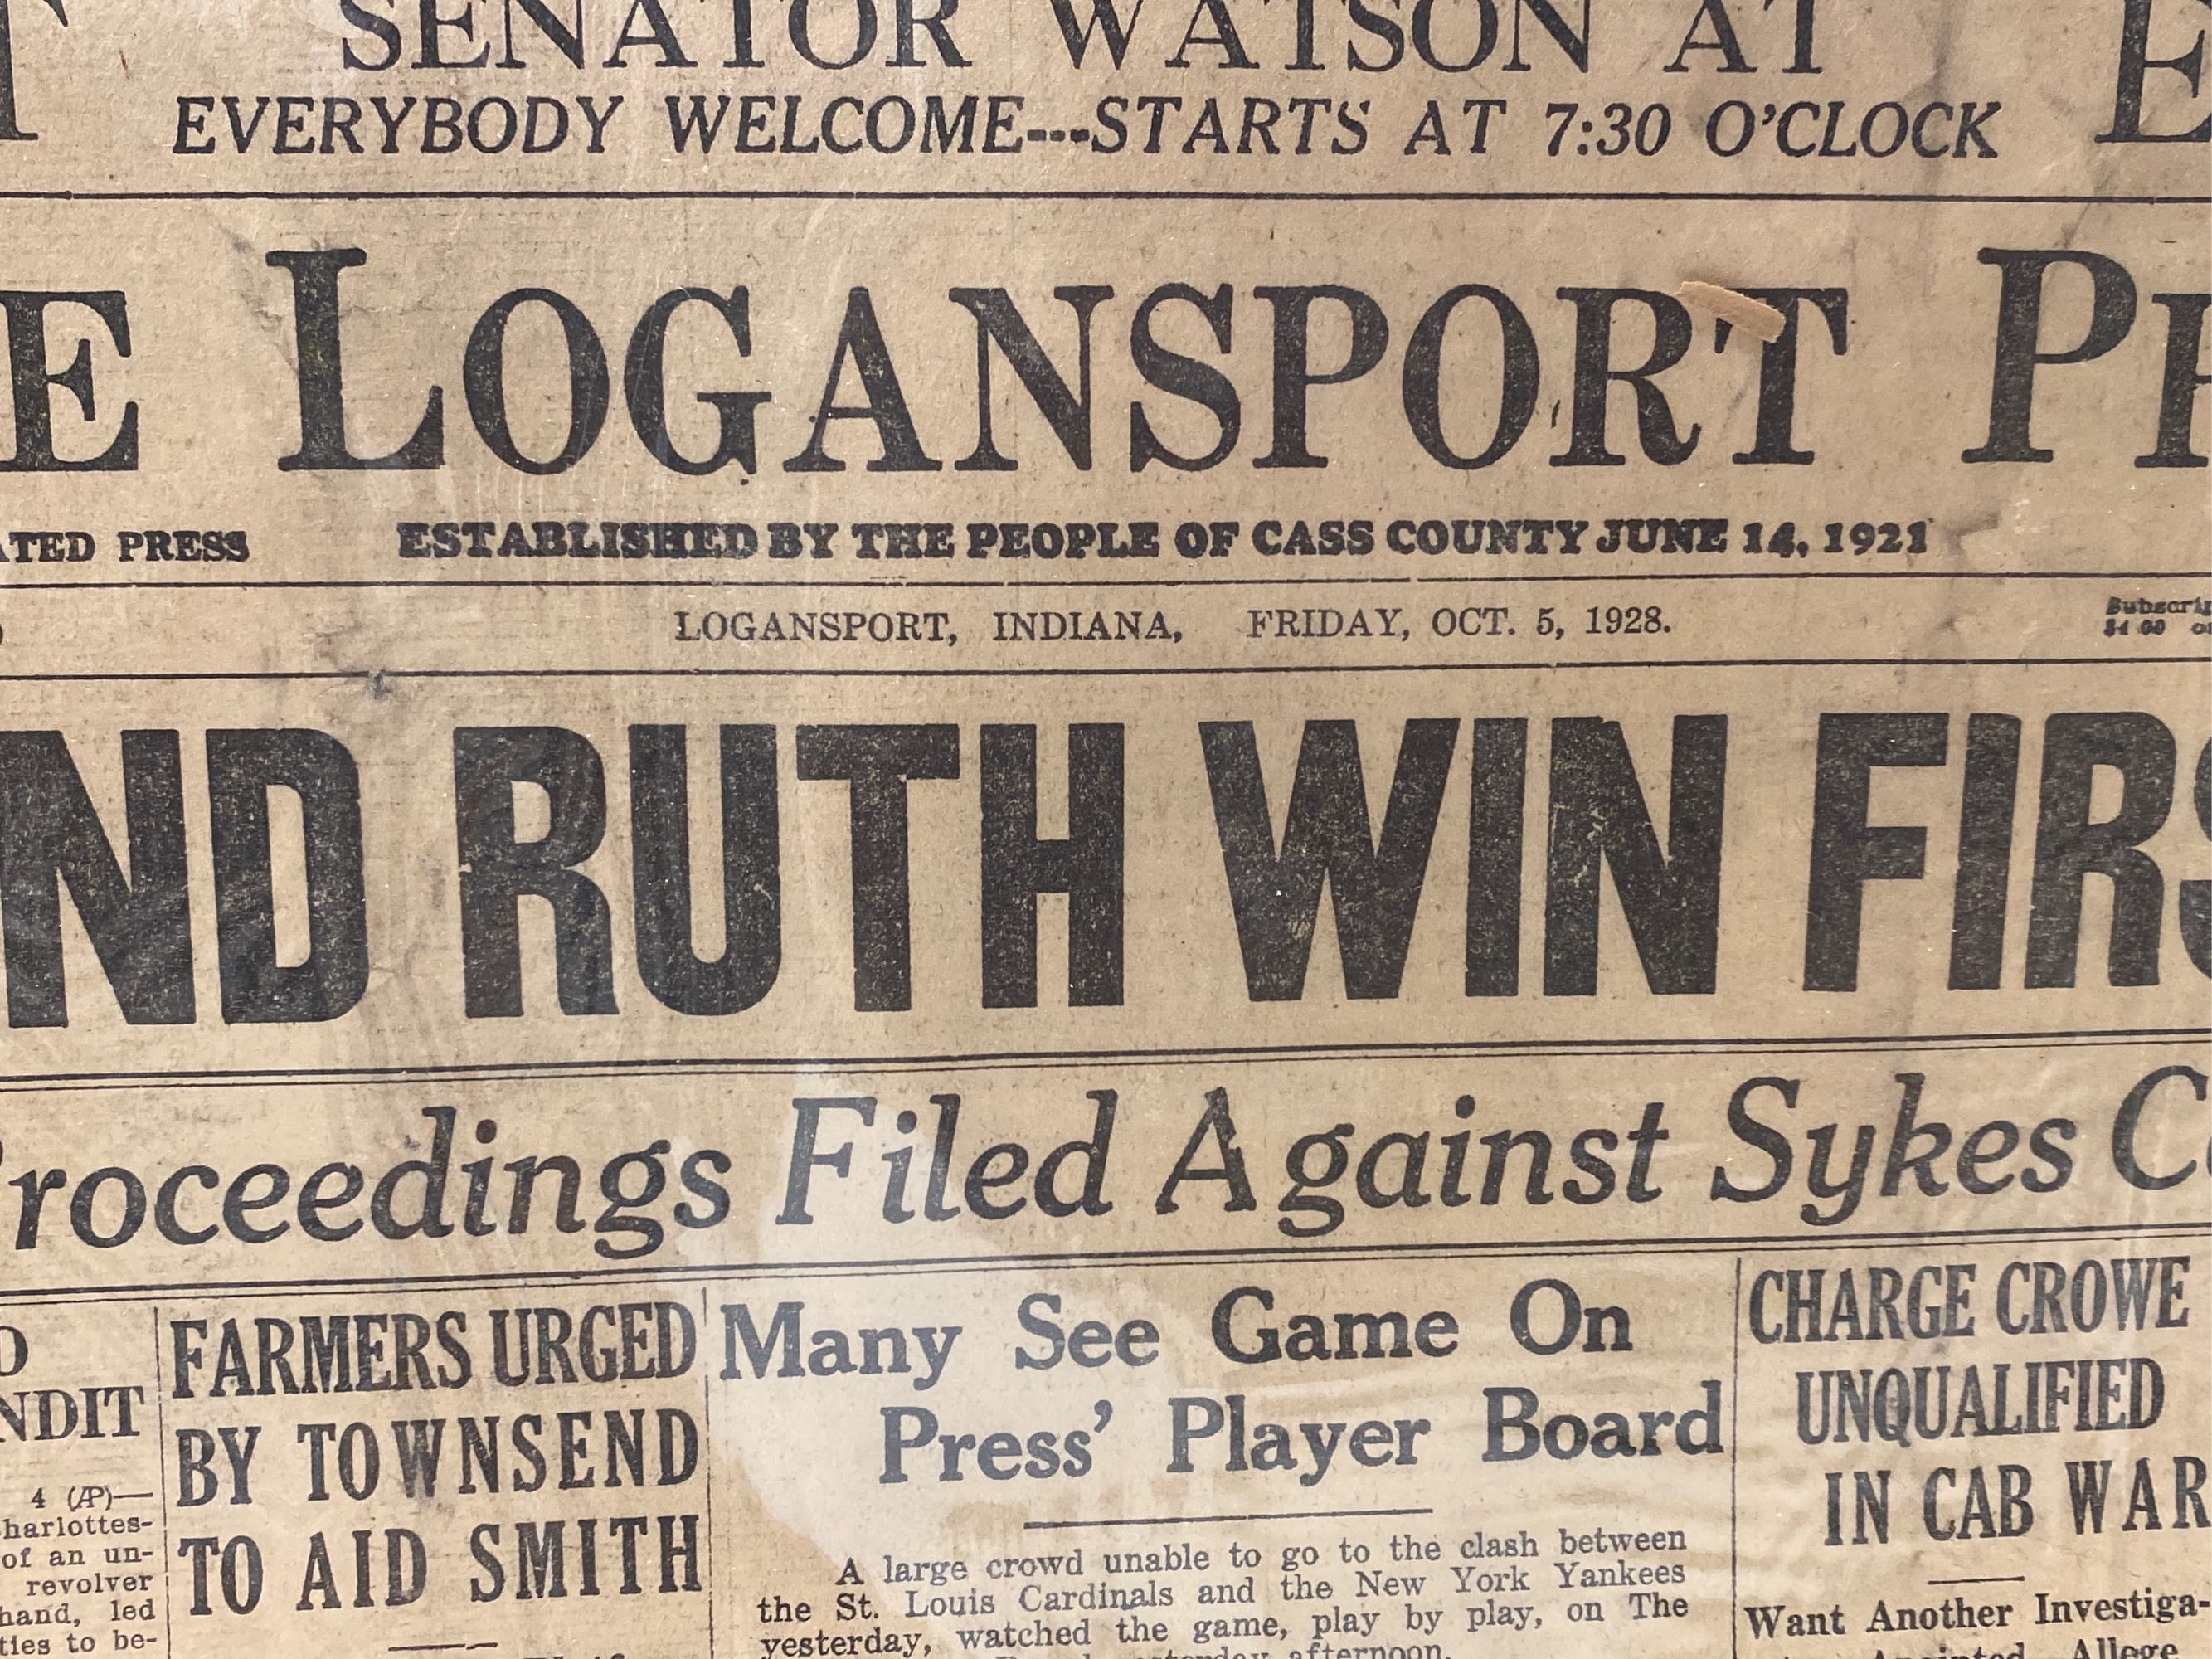 SENATOR WATSON AT
EVERYBODY WELCOME---STARTS AT 7:30 O'CLOCK
E LOGANSPORT P
ATED PRESS ESTABLISHED BY THE PEOPLE OF CASS COUNTY JUNE 14, 1921
LOGANSPORT, INDIANA, FRIDAY, OCT. 5, 1928.
ND RUTH WIN FIRS
roceedings Filed Against Sykes C
NDIT
4 (AP)—
harlottes-
of an un-
revolver
hand, led
ties to be-
FARMERS URGED
BY TOWNSEND
TO AID SMITH
Many See Game On
Press' Player Board
A large crowd unable to go to the clash between
the St. Louis Cardinals and the New York Yankees
yesterday, watched the game, play by play, on The
afternoon.
CHARGE CROWE
UNQUALIFIED
IN CAB WAR
Want Another Investiga-
Allege